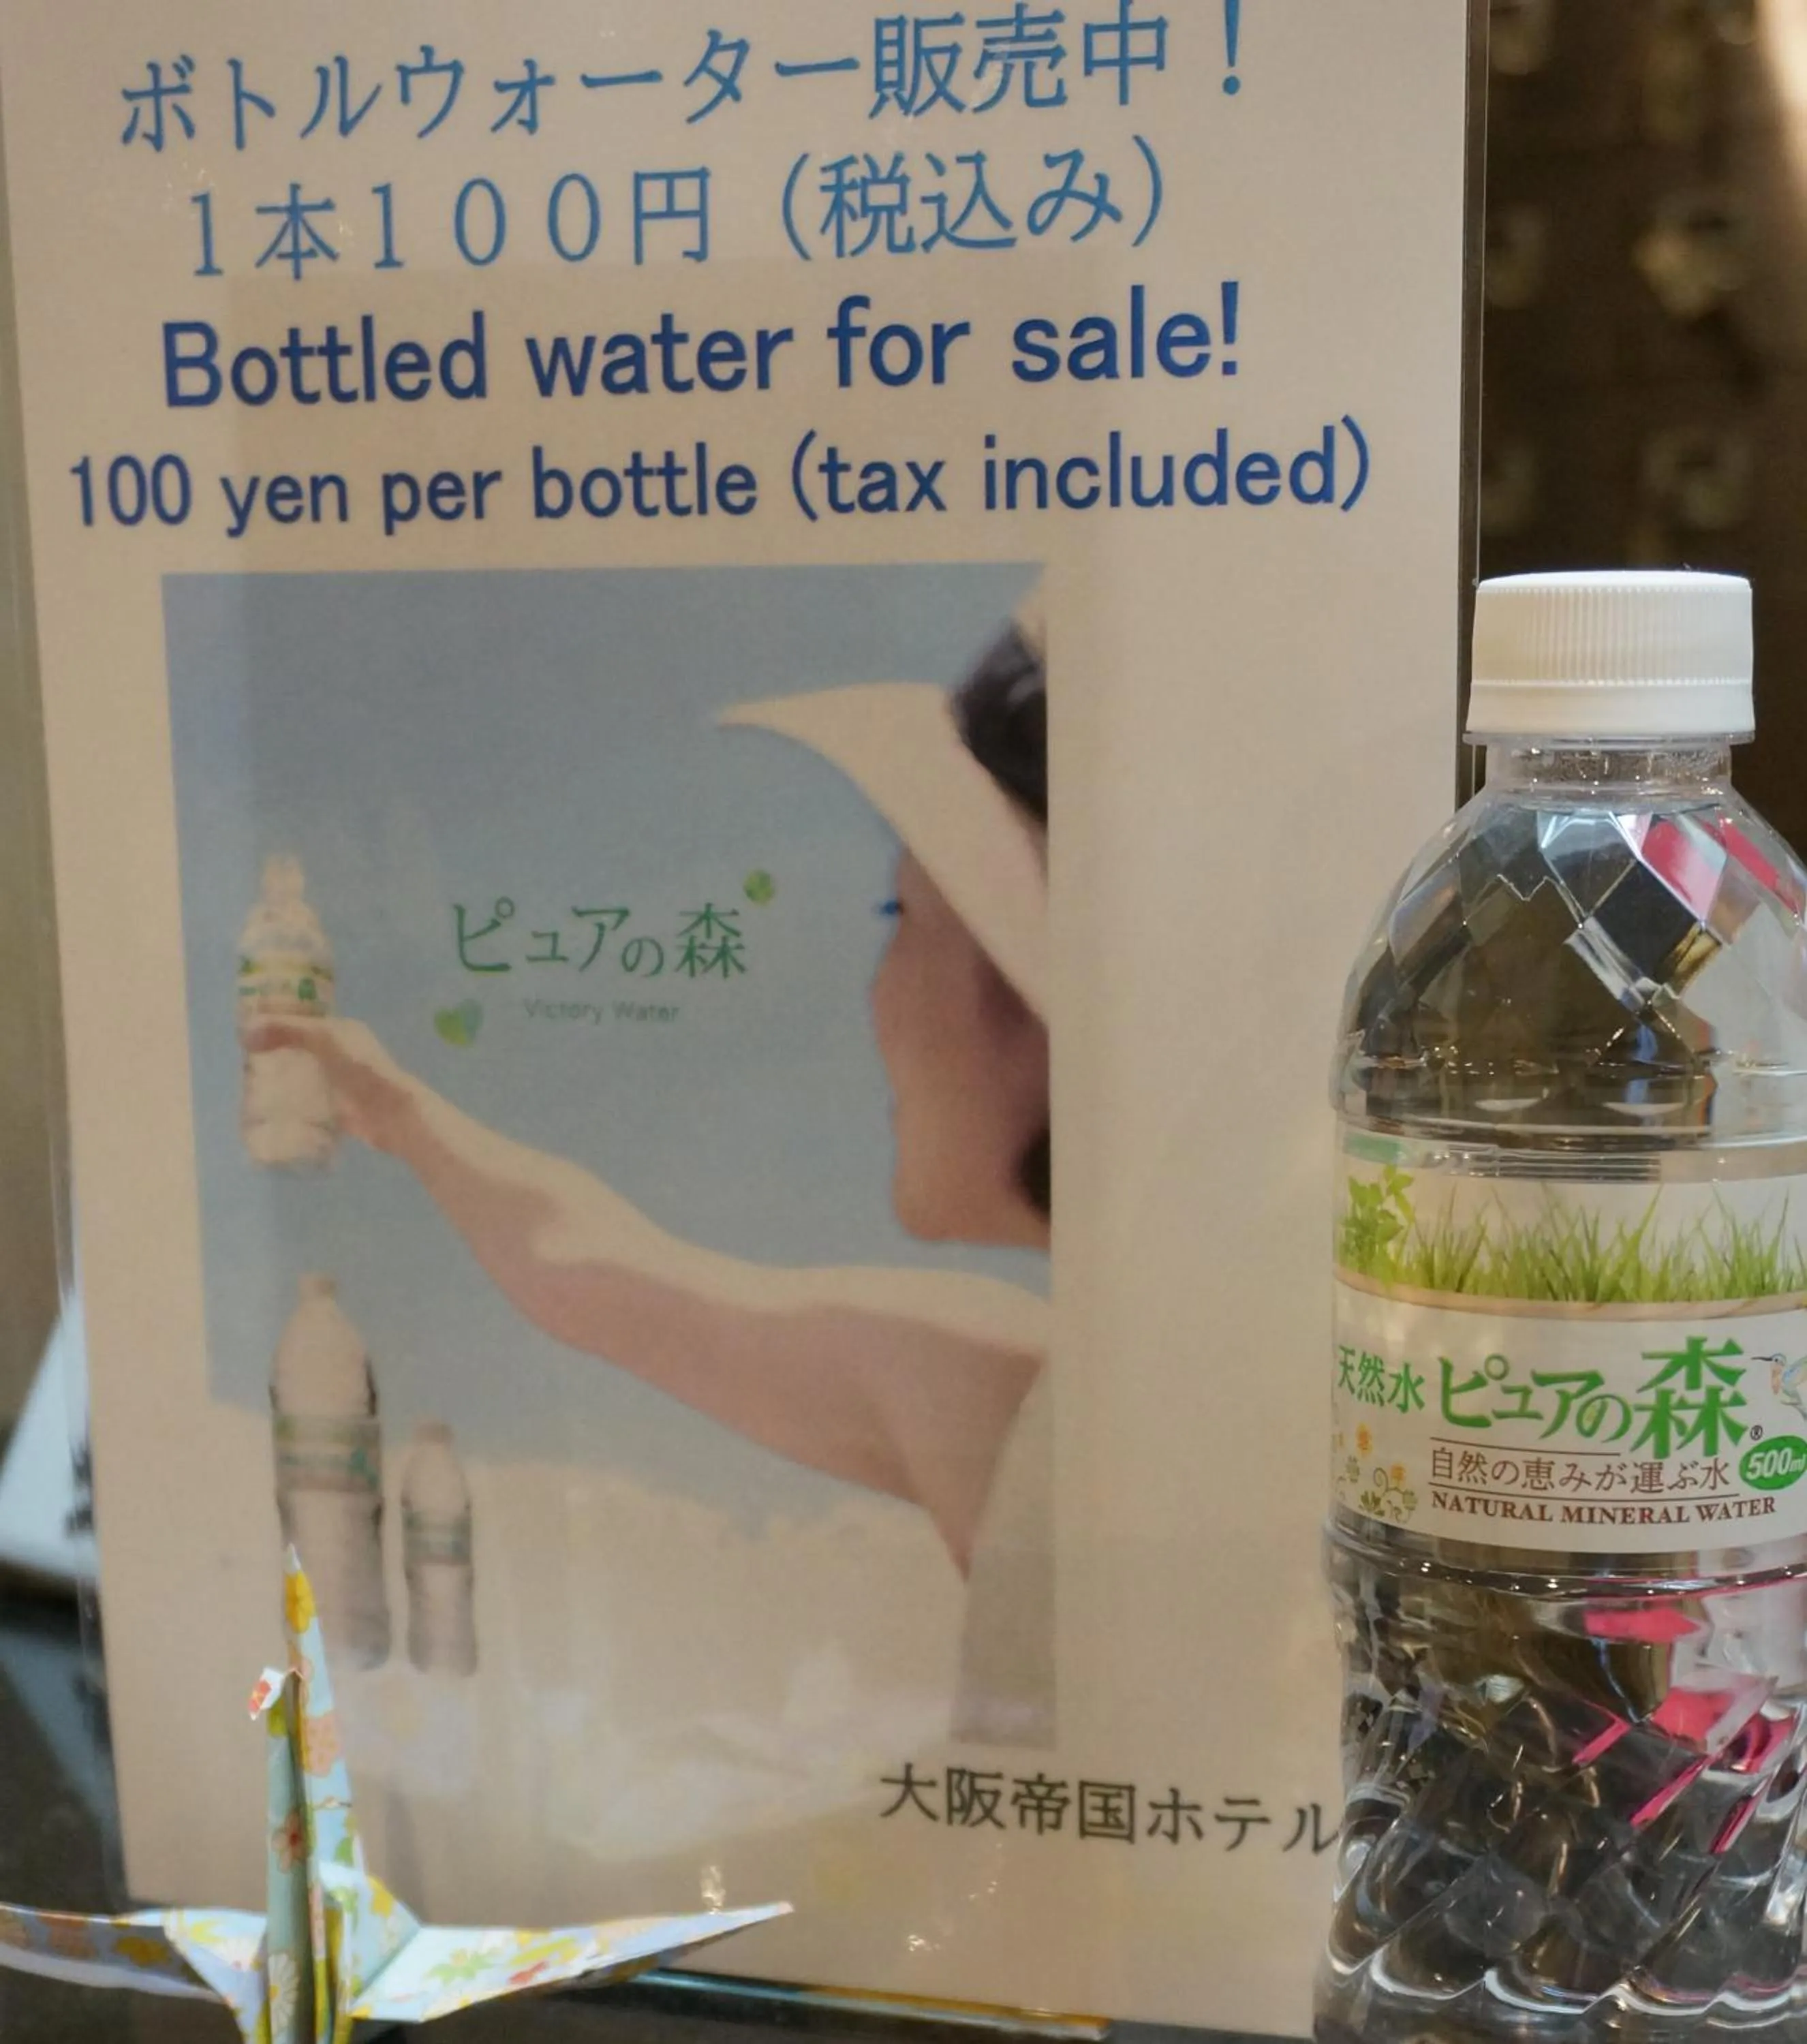 ボトルウォーター販売中！
１本１００円（税込み）
Bottled water for sale!
100 yen per bottle (tax included)
ピュアの森
Victory Water
天然水 ピュアの森®
自然の恵みが運ぶ水 500ml
NATURAL MINERAL WATER
大阪帝国ホテル